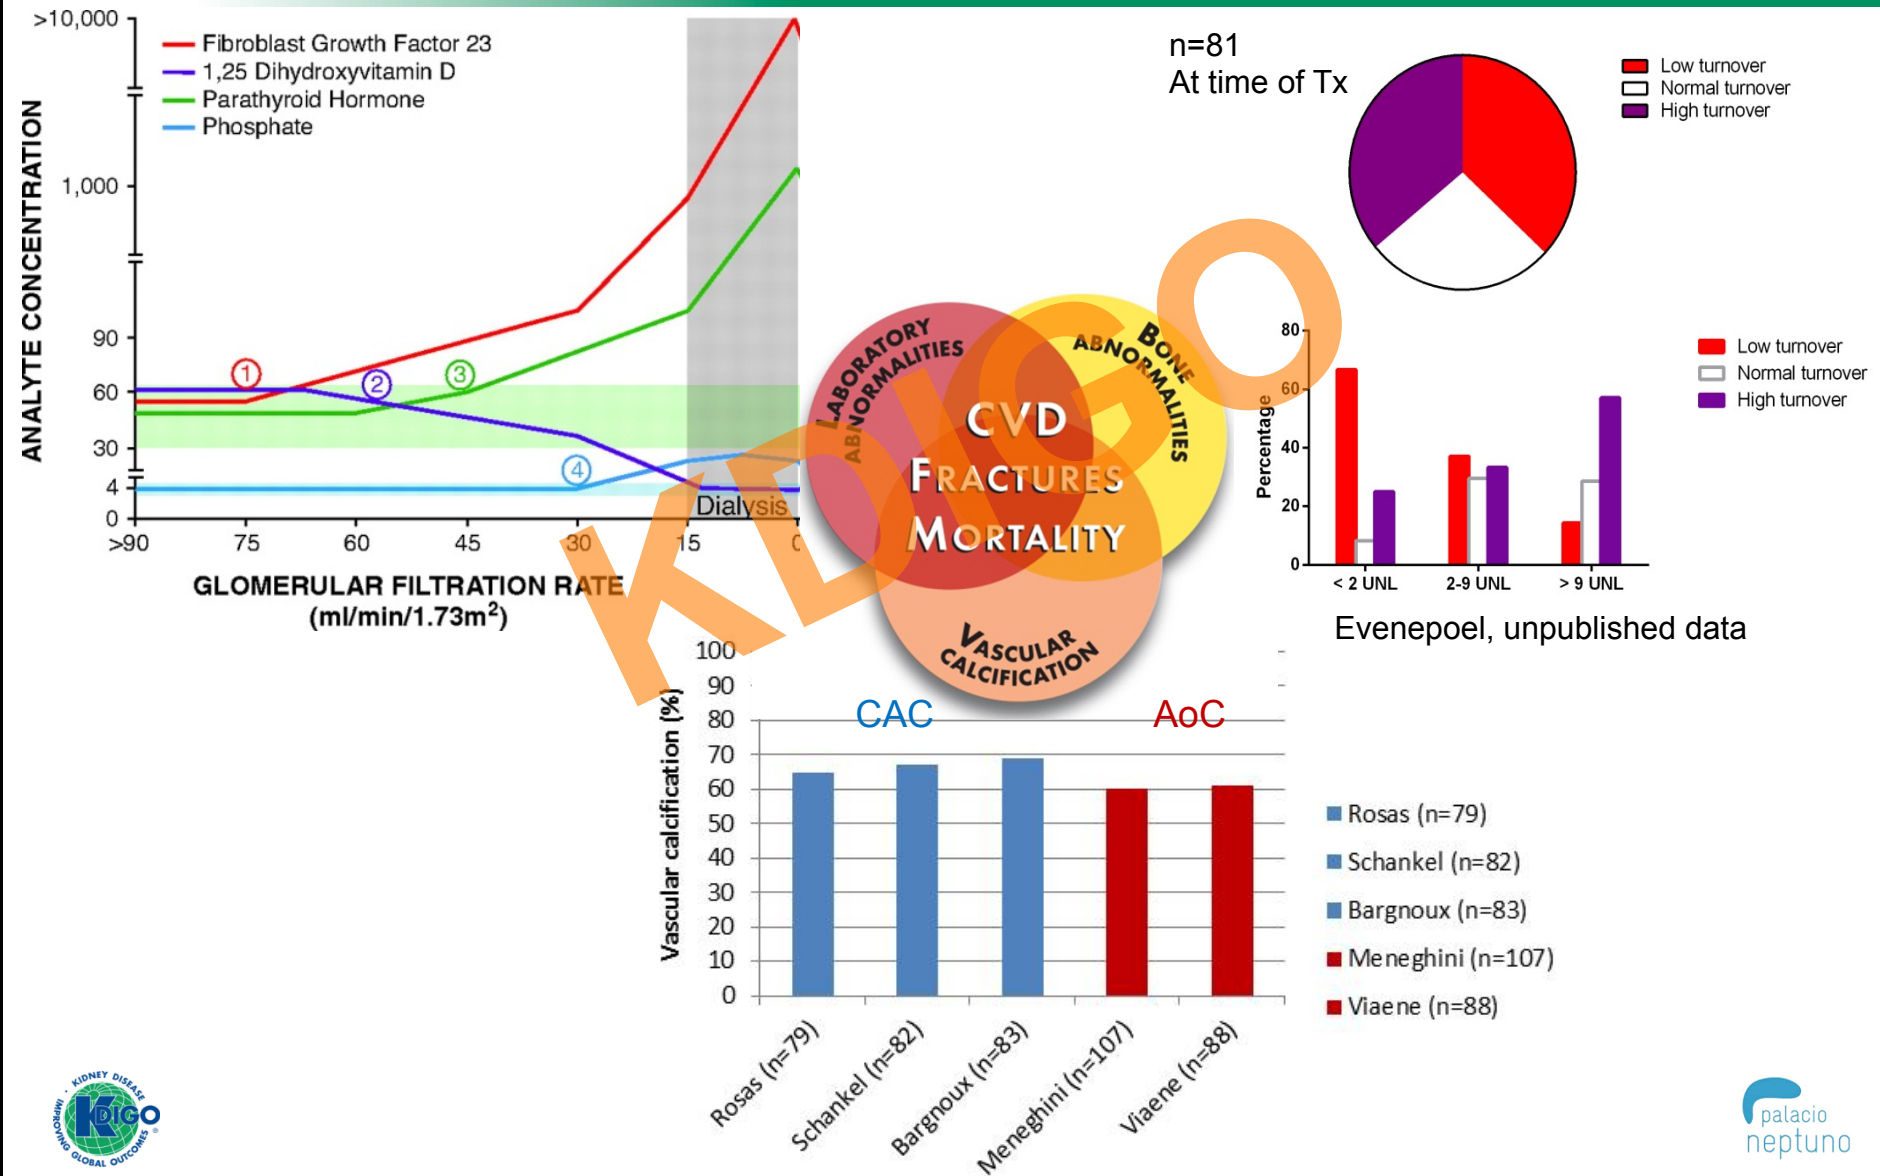 >10,000
1,000
90
60
30
4
0
ANALYTE CONCENTRATION
Fibroblast Growth Factor 23
1,25 Dihydroxyvitamin D
Parathyroid Hormone
Phosphate
1
2
3
4
Dialysis
>90 75 60 45 30 15 0
GLOMERULAR FILTRATION RATE
(ml/min/1.73m²)
n=81
At time of Tx
Low turnover
Normal turnover
High turnover
LABORATORY
ABNORMALITIES
BONE
ABNORMALITIES
CVD
FRACTURES
MORTALITY
VASCULAR
CALCIFICATION
KDIGO
80
60
40
20
0
Percentage
< 2 UNL 2-9 UNL > 9 UNL
Low turnover
Normal turnover
High turnover
Evenepoel, unpublished data
100
90
80
70
60
50
40
30
20
10
0
Vascular calcification (%)
CAC AoC
Rosas (n=79)
Schankel (n=82)
Bargnoux (n=83)
Meneghini (n=107)
Viaene (n=88)
Rosas (n=79)
Schankel (n=82)
Bargnoux (n=83)
Meneghini (n=107)
Viaene (n=88)
KIDNEY DISEASE
KDIGO
IMPROVING GLOBAL OUTCOMES
®
palacio
neptuno